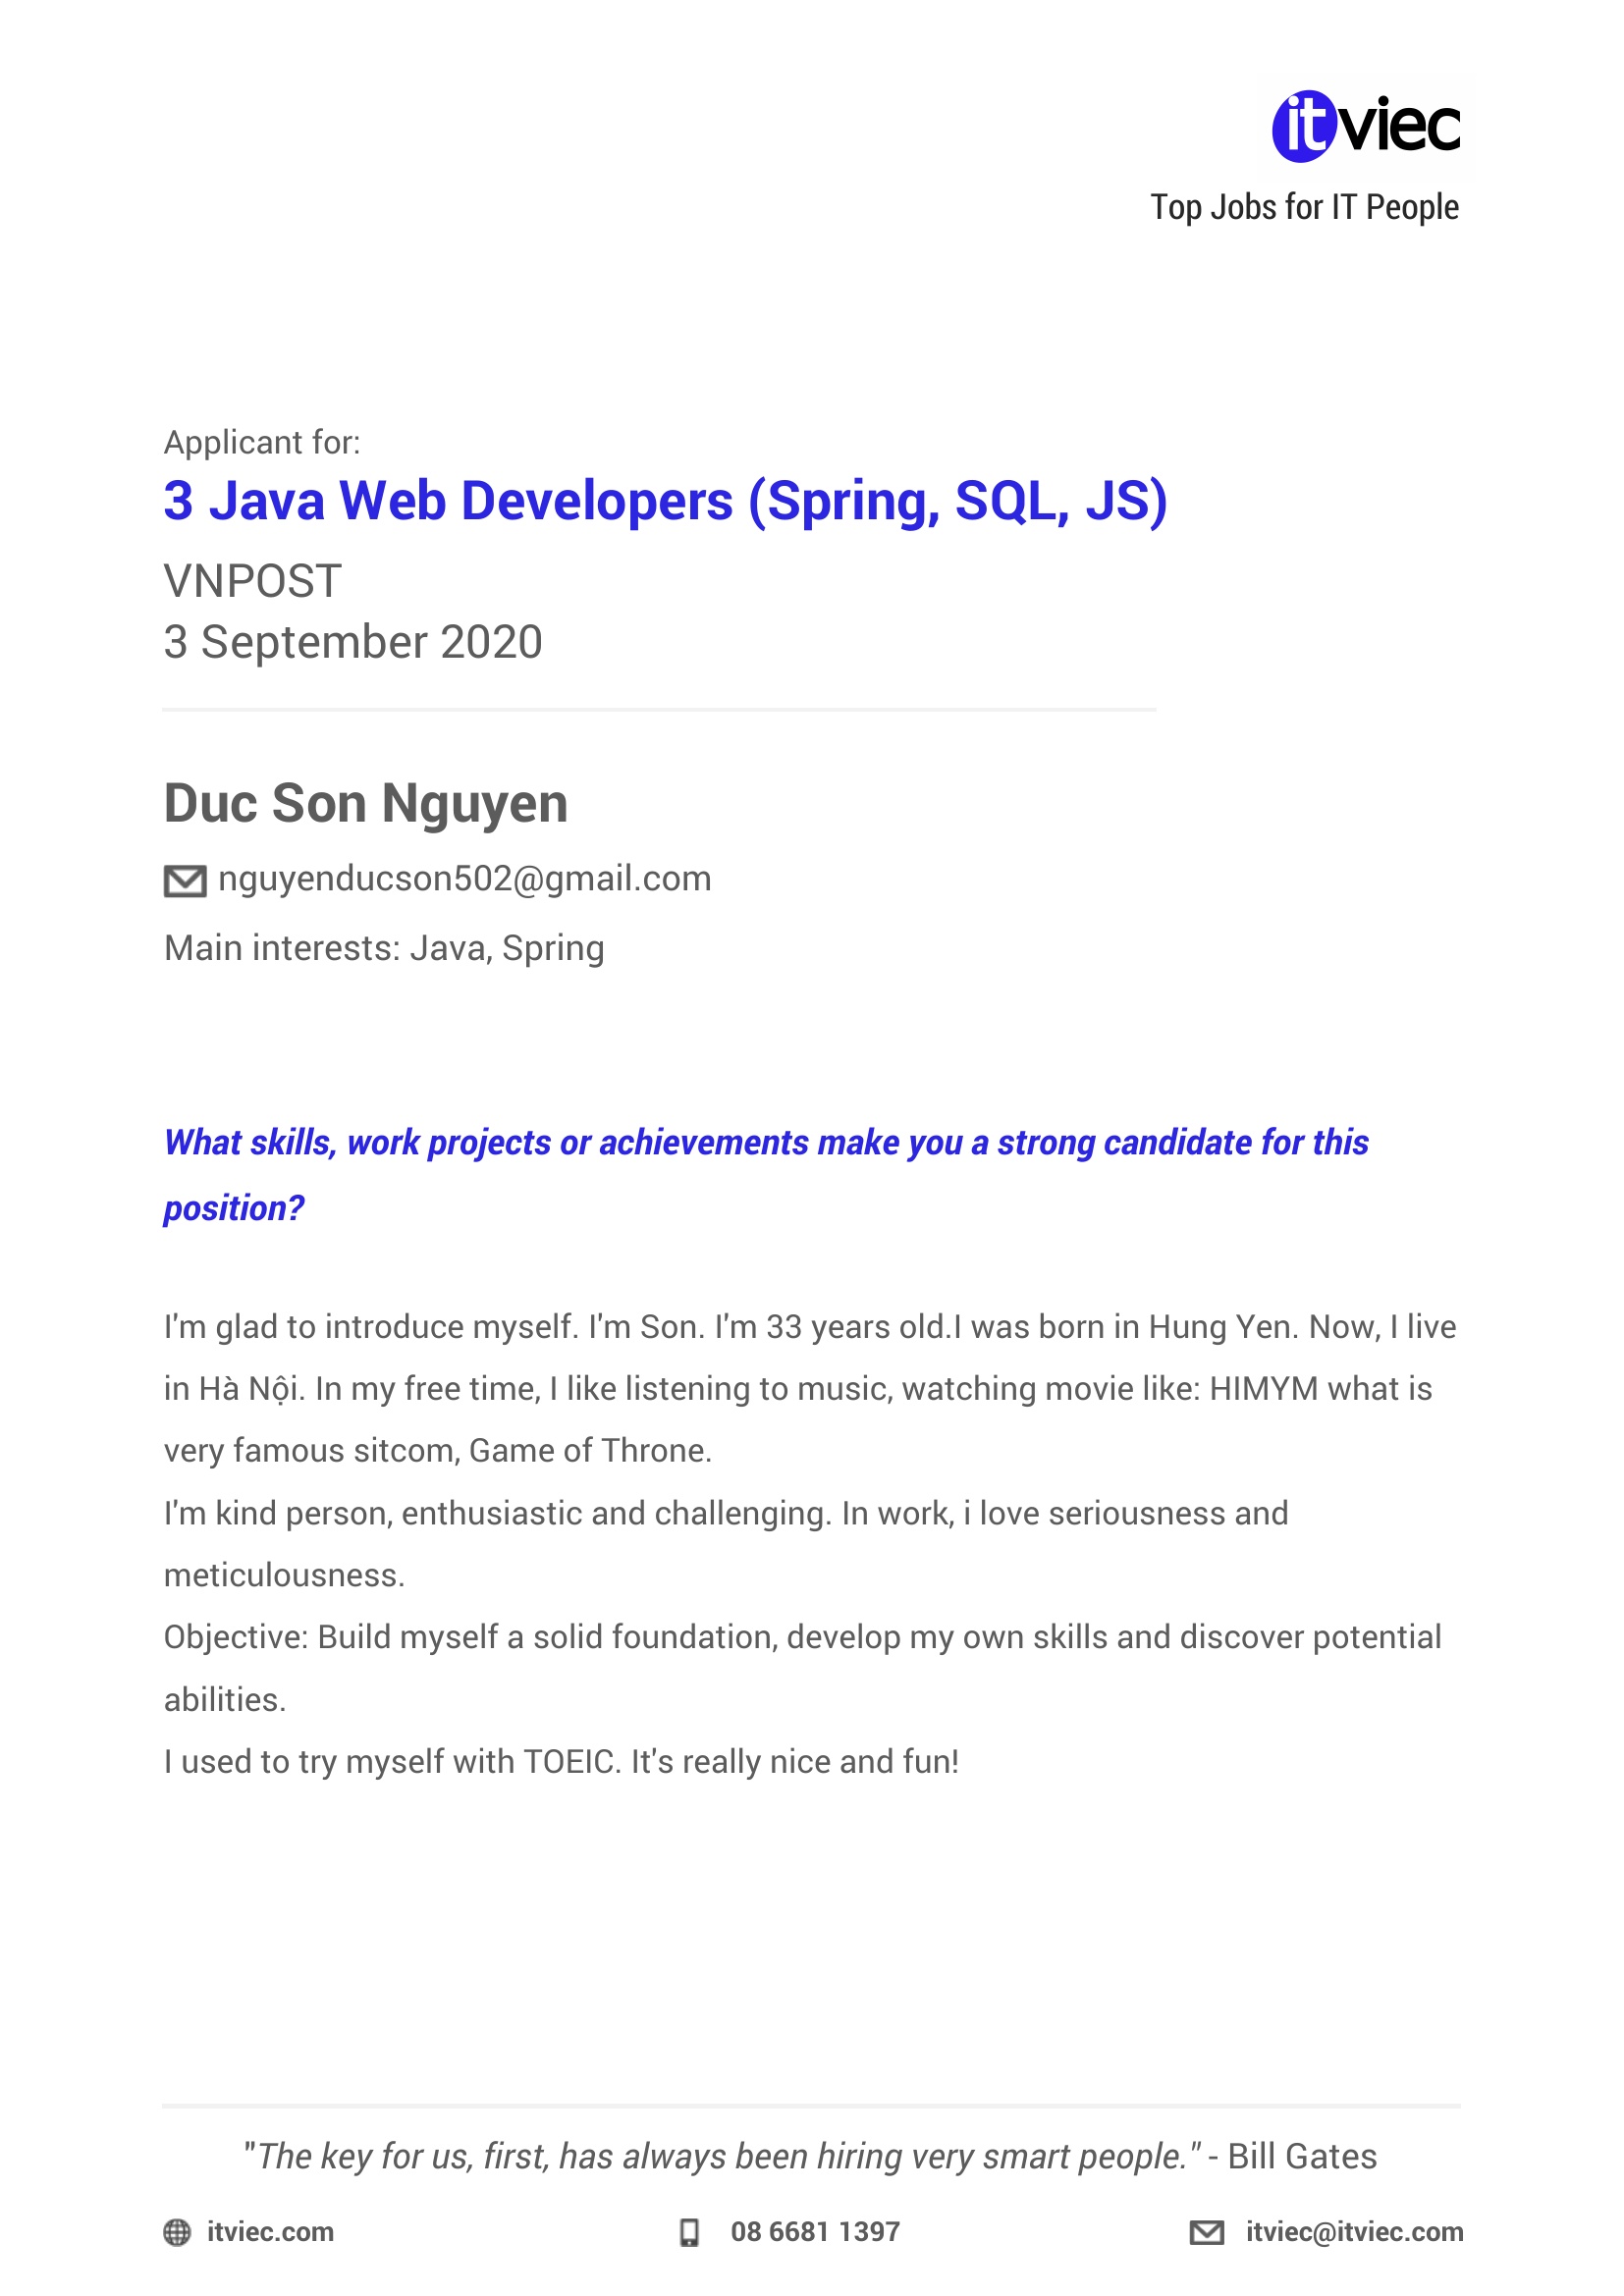 itviec
Top Jobs for IT People
Applicant for:
3 Java Web Developers (Spring, SQL, JS)
VNPOST
3 September 2020
Duc Son Nguyen
nguyenducson502@gmail.com
Main interests: Java, Spring
What skills, work projects or achievements make you a strong candidate for this
position?
I'm glad to introduce myself. I'm Son. I'm 33 years old.I was born in Hung Yen. Now, I live
in Hà Nội. In my free time, I like listening to music, watching movie like: HIMYM what is
very famous sitcom, Game of Throne.
I'm kind person, enthusiastic and challenging. In work, i love seriousness and
meticulousness.
Objective: Build myself a solid foundation, develop my own skills and discover potential
abilities.
I used to try myself with TOEIC. It's really nice and fun!
"The key for us, first, has always been hiring very smart people." - Bill Gates
itviec.com 08 6681 1397 itviec@itviec.com